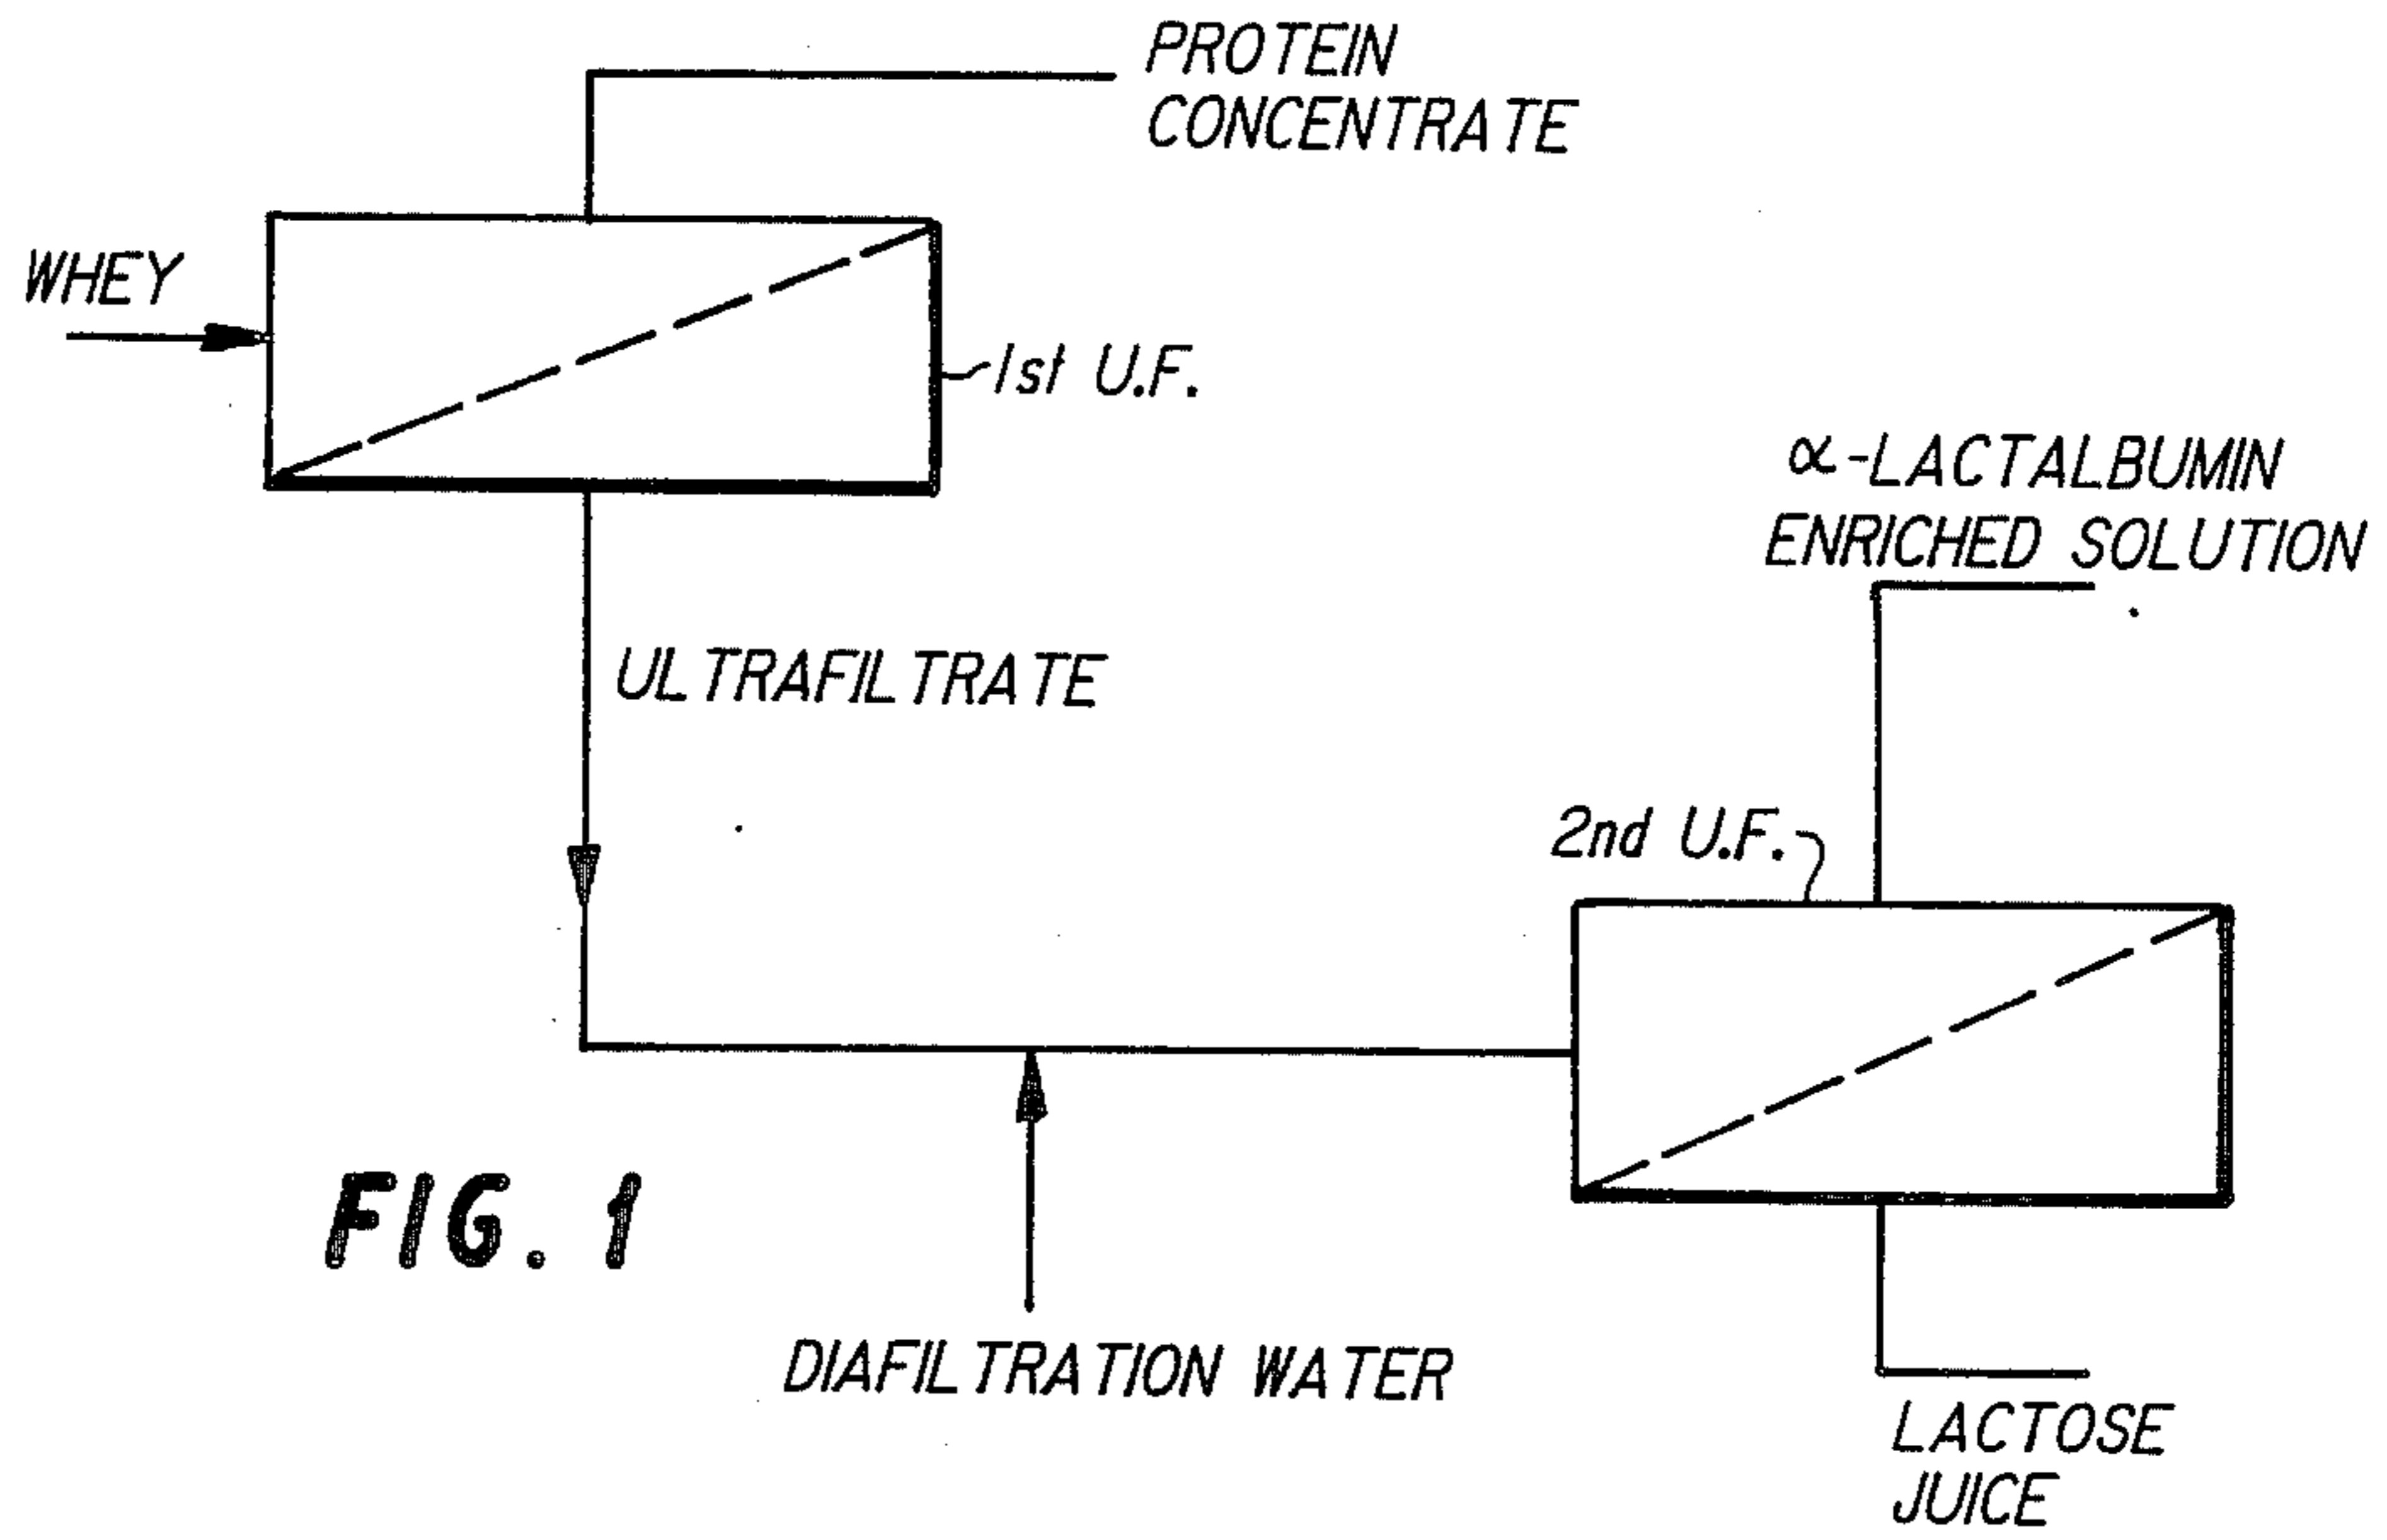 PROTEIN
CONCENTRATE
WHEY
1st U.F.
α-LACTALBUMIN
ENRICHED SOLUTION
ULTRAFILTRATE
2nd U.F.
FIG. 1
DIAFILTRATION WATER
LACTOSE
JUICE